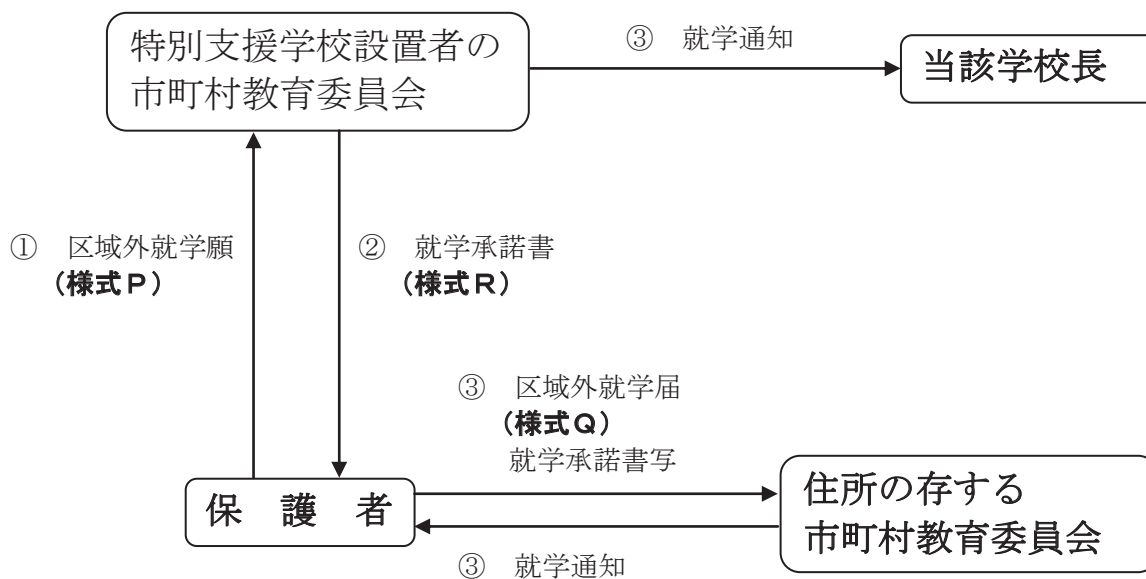 特別支援学校設置者の
市町村教育委員会
③　就学通知
当該学校長
①　区域外就学願
（様式Ｐ）
②　就学承諾書
（様式Ｒ）
③　区域外就学届
（様式Ｑ）
就学承諾書写
保　護　者
住所の存する
市町村教育委員会
③　就学通知